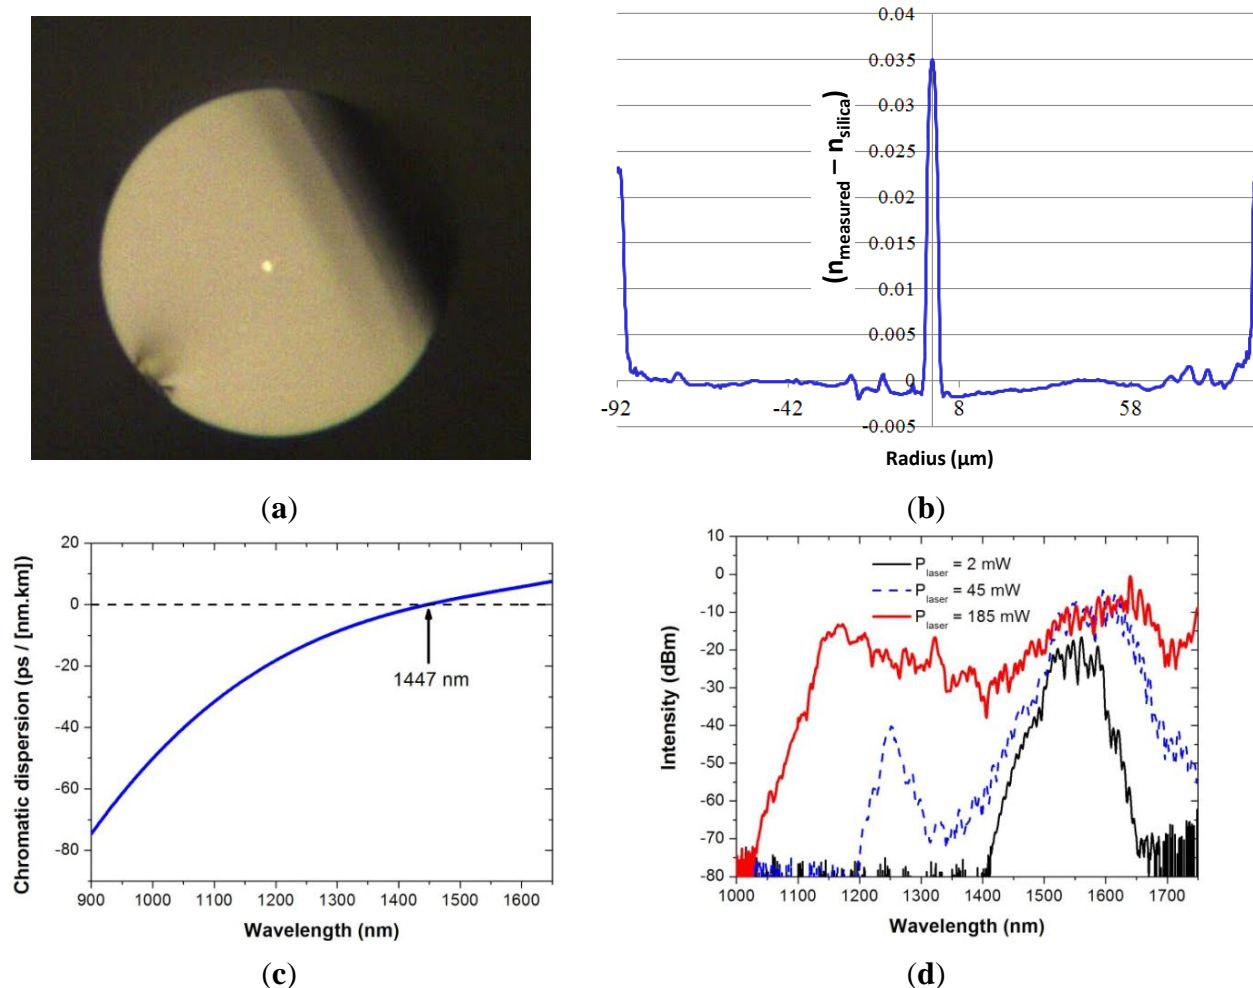 0.04
0.035
0.03
0.025
0.02
0.015
0.01
0.005
0
-0.005
(n_measured – n_silica)
-92
-42
8
58
Radius (µm)
(a)
(b)
20
0
-20
-40
-60
-80
Chromatic dispersion (ps / [nm.km])
1447 nm
900 1000 1100 1200 1300 1400 1500 1600
Wavelength (nm)
(c)
10
0
-10
-20
-30
-40
-50
-60
-70
-80
Intensity (dBm)
P_laser = 2 mW
P_laser = 45 mW
P_laser = 185 mW
1000 1100 1200 1300 1400 1500 1600 1700
Wavelength (nm)
(d)